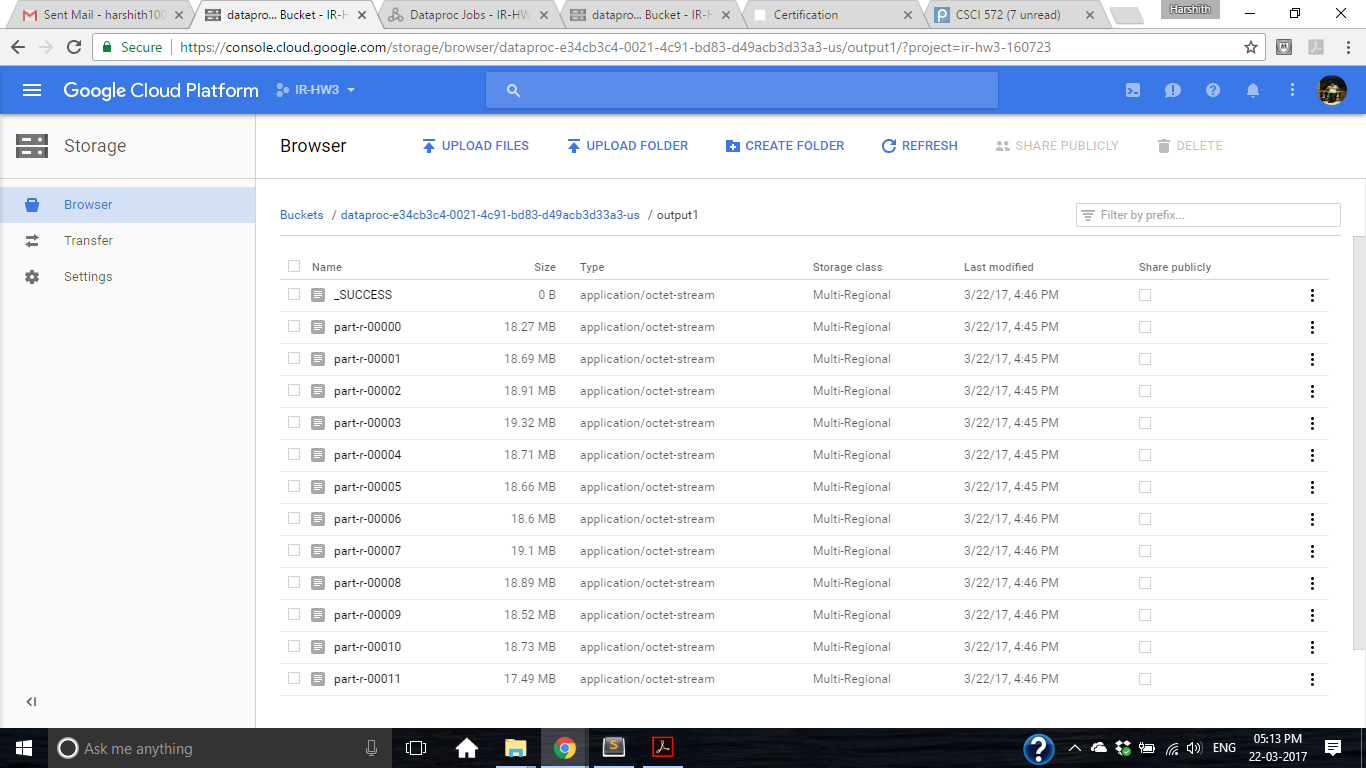 Sent Mail - harshith100
datapro... Bucket - IR-H
Dataproc Jobs - IR-HW
datapro... Bucket - IR-H
Certification
CSCI 572 (7 unread)
Harshith
Secure
https://console.cloud.google.com/storage/browser/dataproc-e34cb3c4-0021-4c91-bd83-d49acb3d33a3-us/output1/?project=ir-hw3-160723
Google Cloud Platform IR-HW3
Storage
Browser UPLOAD FILES UPLOAD FOLDER CREATE FOLDER REFRESH SHARE PUBLICLY DELETE
Browser
Transfer
Settings
Buckets / dataproc-e34cb3c4-0021-4c91-bd83-d49acb3d33a3-us / output1 Filter by prefix...
Name Size Type Storage class Last modified Share publicly
_SUCCESS 0 B application/octet-stream Multi-Regional 3/22/17, 4:46 PM
part-r-00000 18.27 MB application/octet-stream Multi-Regional 3/22/17, 4:45 PM
part-r-00001 18.69 MB application/octet-stream Multi-Regional 3/22/17, 4:45 PM
part-r-00002 18.91 MB application/octet-stream Multi-Regional 3/22/17, 4:45 PM
part-r-00003 19.32 MB application/octet-stream Multi-Regional 3/22/17, 4:45 PM
part-r-00004 18.71 MB application/octet-stream Multi-Regional 3/22/17, 4:45 PM
part-r-00005 18.66 MB application/octet-stream Multi-Regional 3/22/17, 4:45 PM
part-r-00006 18.6 MB application/octet-stream Multi-Regional 3/22/17, 4:46 PM
part-r-00007 19.1 MB application/octet-stream Multi-Regional 3/22/17, 4:46 PM
part-r-00008 18.89 MB application/octet-stream Multi-Regional 3/22/17, 4:46 PM
part-r-00009 18.52 MB application/octet-stream Multi-Regional 3/22/17, 4:46 PM
part-r-00010 18.73 MB application/octet-stream Multi-Regional 3/22/17, 4:46 PM
part-r-00011 17.49 MB application/octet-stream Multi-Regional 3/22/17, 4:46 PM
Ask me anything
ENG
05:13 PM
22-03-2017